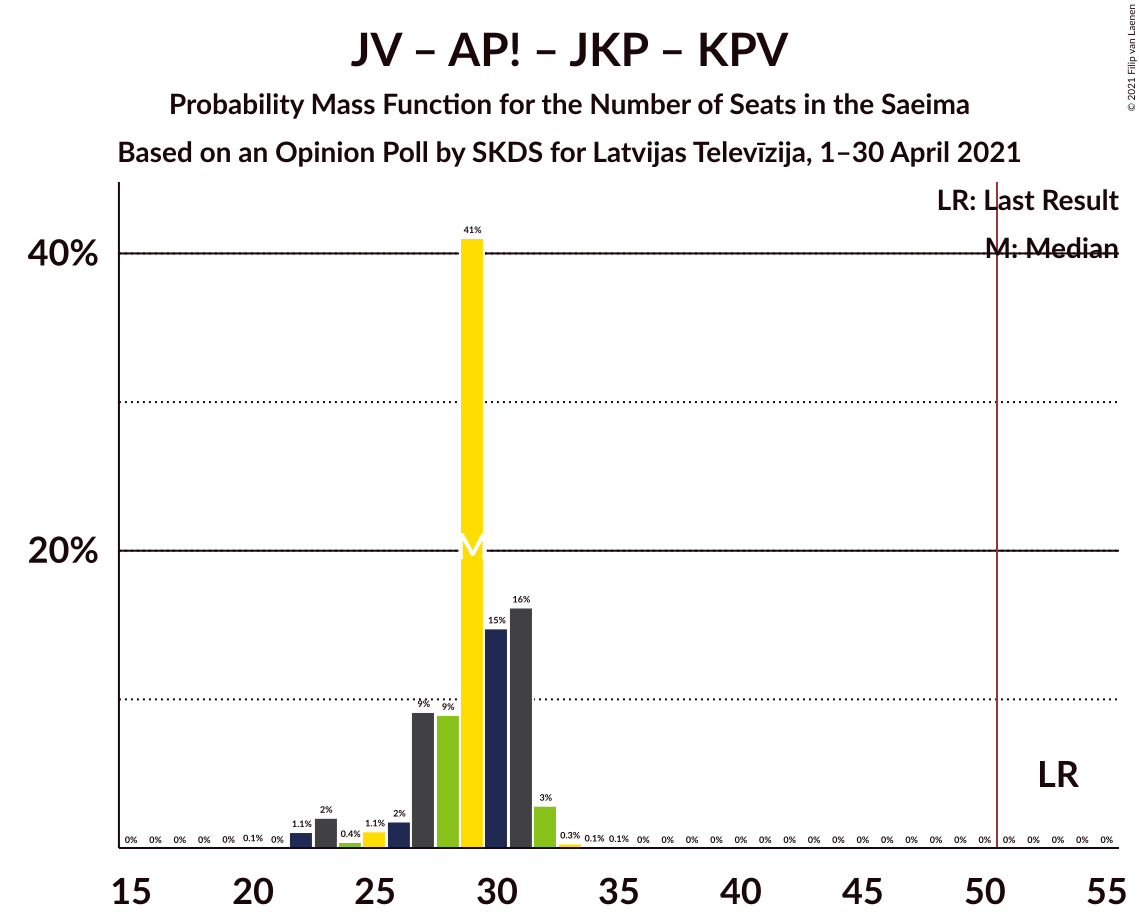 JV – AP! – JKP – KPV
Probability Mass Function for the Number of Seats in the Saeima
Based on an Opinion Poll by SKDS for Latvijas Televīzija, 1–30 April 2021
© 2021 Filip van Laenen
LR: Last Result
M: Median
40%
20%
41%
M
16%
15%
9% 9%
3%
2%
2%
1.1% 1.1%
0.4%
0.3%
0% 0% 0% 0% 0% 0.1% 0% 0.1% 0.1% 0% 0% 0% 0% 0% 0% 0% 0% 0% 0% 0% 0% 0% 0% 0% 0% 0% 0% 0% 0%
LR
15 20 25 30 35 40 45 50 55